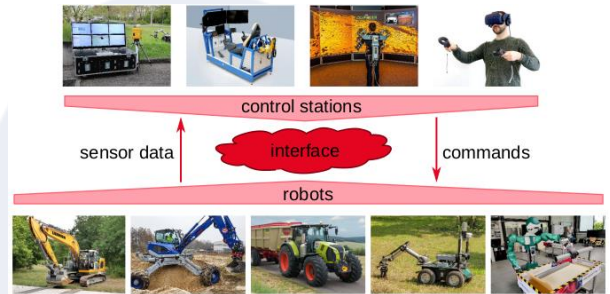 control stations
sensor data
interface
commands
robots